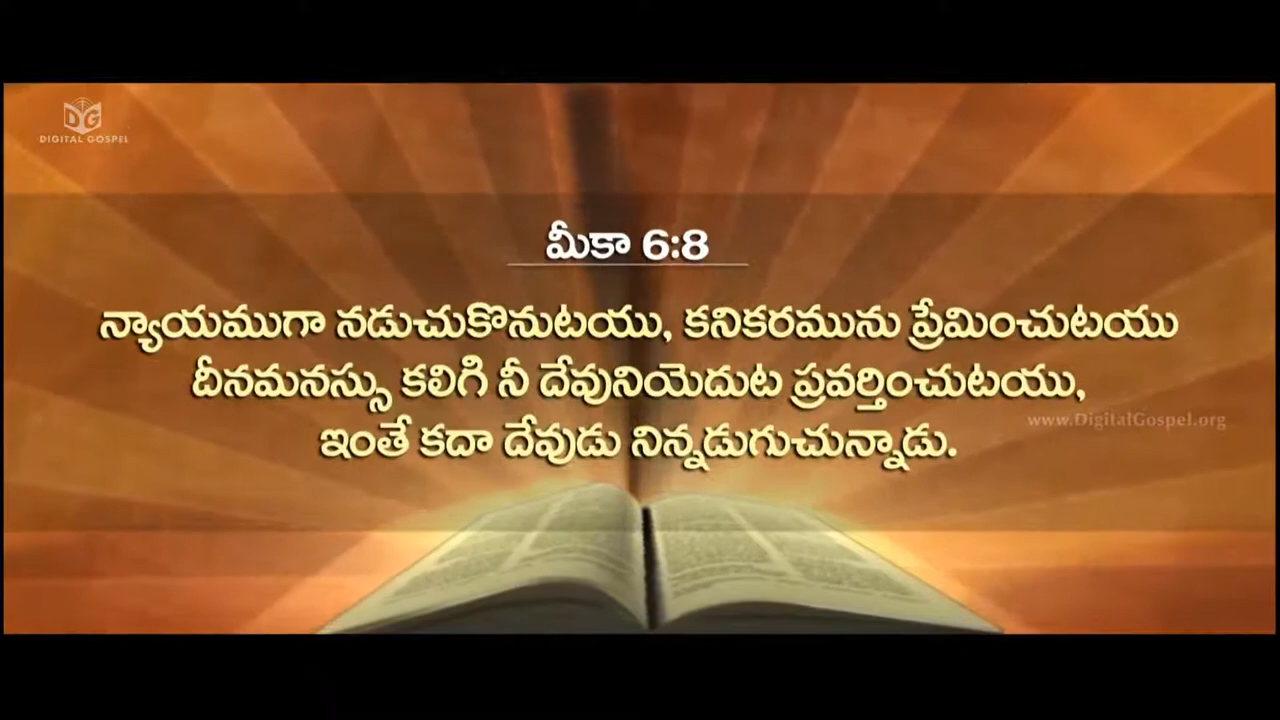 DG
DIGITAL GOSPEL
మీకా 6:8
న్యాయముగా నడుచుకొనుటయు, కనికరమును ప్రేమించుటయు
దీనమనస్సు కలిగి నీ దేవునియెదుట ప్రవర్తించుటయు,
www.DigitalGospel.org
ఇంతే కదా దేవుడు నిన్నడుగుచున్నాడు.